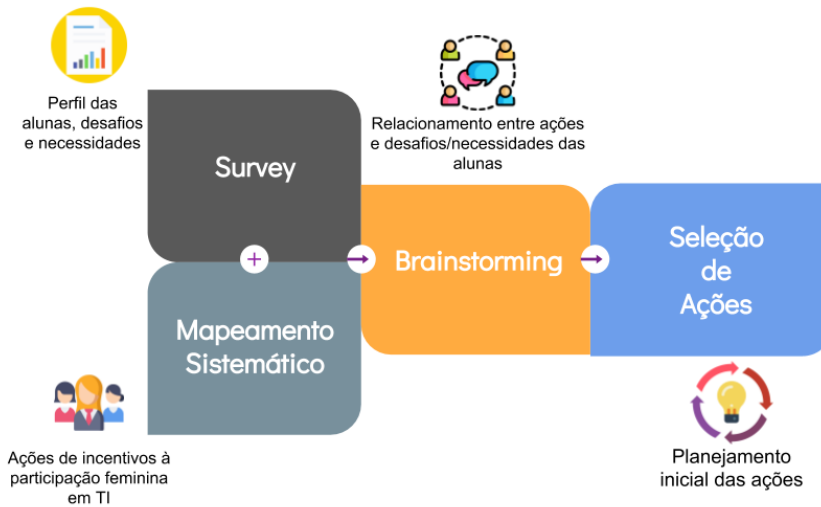 Perfil das
alunas, desafios
e necessidades
Survey
Relacionamento entre ações
e desafios/necessidades das
alunas
Brainstorming
Seleção
de
Ações
Mapeamento
Sistemático
Ações de incentivos à
participação feminina
em TI
Planejamento
inicial das ações